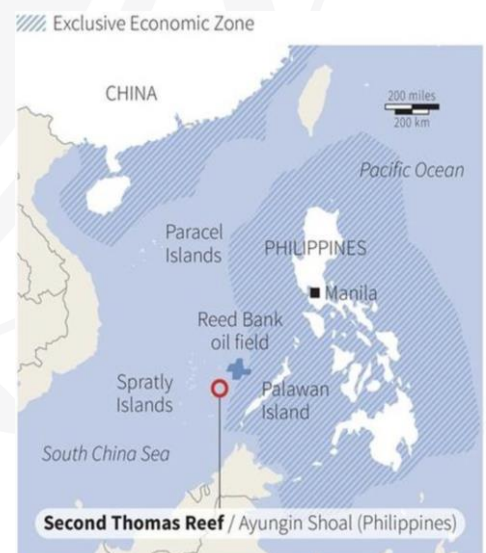 Exclusive Economic Zone
CHINA
200 miles
200 km
Pacific Ocean
Paracel
Islands
PHILIPPINES
Manila
Reed Bank
oil field
Spratly
Islands
Palawan
Island
South China Sea
Second Thomas Reef / Ayungin Shoal (Philippines)